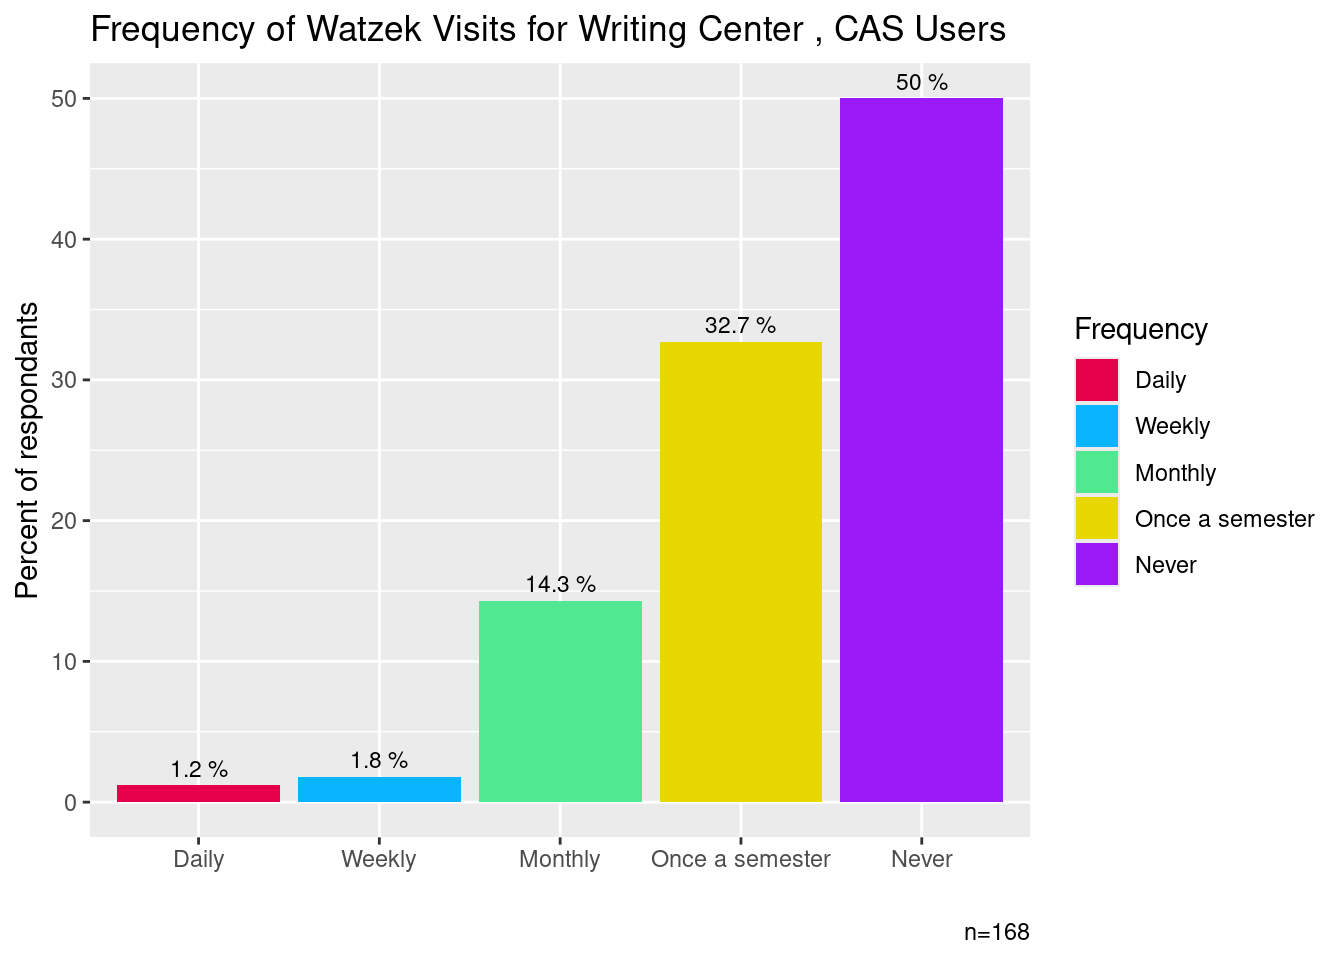 Frequency of Watzek Visits for Writing Center , CAS Users
Percent of respondants
50
40
30
20
10
0
1.2 %
1.8 %
14.3 %
32.7 %
50 %
Daily
Weekly
Monthly
Once a semester
Never
Frequency
Daily
Weekly
Monthly
Once a semester
Never
n=168